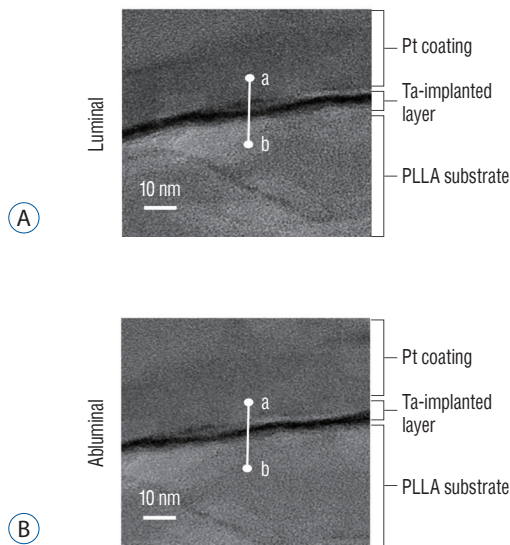 Luminal
a
b
10 nm
Pt coating
Ta-implanted
layer
PLLA substrate
A
Abluminal
a
b
10 nm
Pt coating
Ta-implanted
layer
PLLA substrate
B